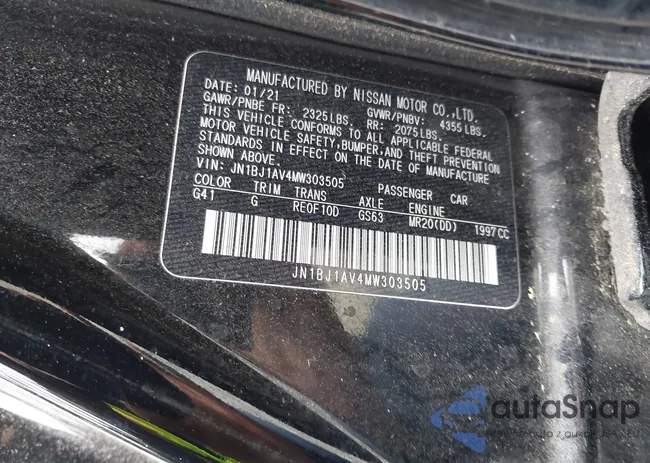 MANUFACTURED BY NISSAN MOTOR CO.,LTD.
DATE: 01/21 GVWR/PNBV: 4355 LBS.
GAWR/PNBE FR: 2325LBS. RR: 2075LBS
THIS VEHICLE CONFORMS TO ALL APPLICABLE FEDERAL
MOTOR VEHICLE SAFETY,BUMPER,AND THEFT PREVENTION
STANDARDS IN EFFECT ON THE DATE OF MANUFACTURE
SHOWN ABOVE.
VIN: JN1BJ1AV4MW303505 PASSENGER CAR
COLOR TRIM TRANS AXLE ENGINE
G41 G RE0F10D GS63 MR20(DD) 1997CC
JN1BJ1AV4MW303505
autoSnap